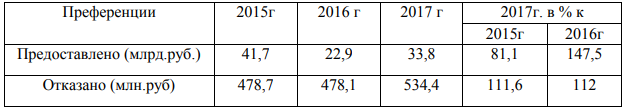 Преференции 2015г 2016 г 2017 г 2017г. в % к
2015г 2016г
Предоставлено (млрд.руб.) 41,7 22,9 33,8 81,1 147,5
Отказано (млн.руб) 478,7 478,1 534,4 111,6 112